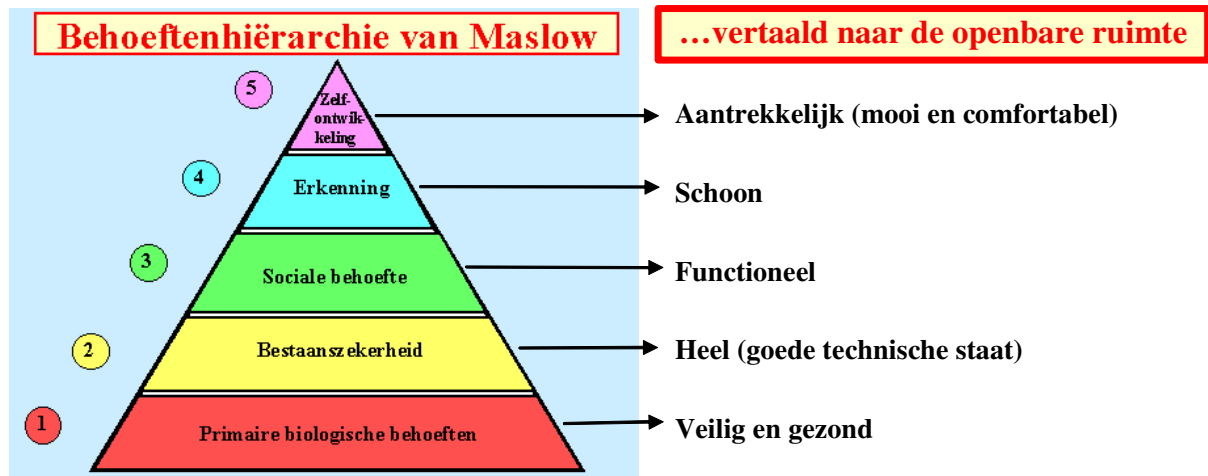 Behoeftenhiërarchie van Maslow
…vertaald naar de openbare ruimte
5
Zelf-
ontwik-
keling
Aantrekkelijk (mooi en comfortabel)
4
Erkenning
Schoon
3
Sociale behoefte
Functioneel
2
Bestaanszekerheid
Heel (goede technische staat)
1
Primaire biologische behoeften
Veilig en gezond